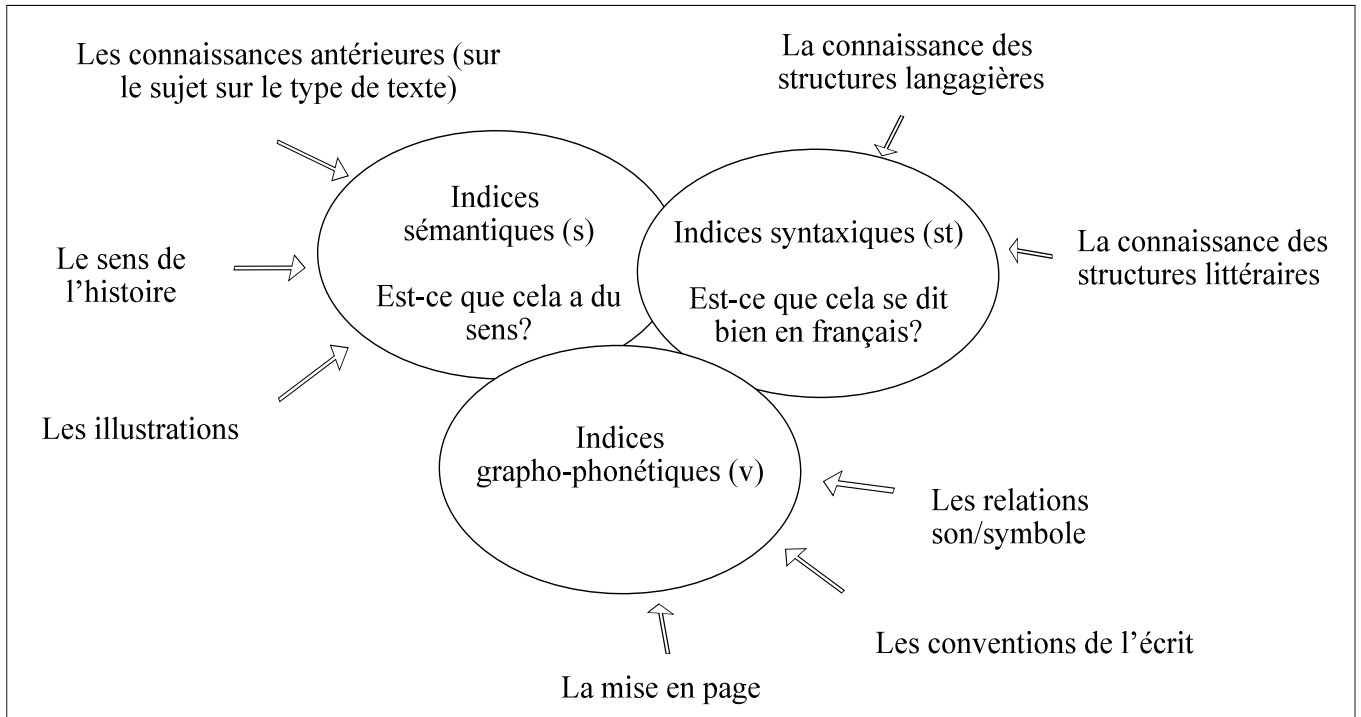 Les connaissances antérieures (sur
le sujet sur le type de texte)
La connaissance des
structures langagières
Indices
sémantiques (s)
Est-ce que cela a du
sens?
Indices syntaxiques (st)
Est-ce que cela se dit
bien en français?
La connaissance des
structures littéraires
Le sens de
l’histoire
Les illustrations
Indices
grapho-phonétiques (v)
Les relations
son/symbole
Les conventions de l’écrit
La mise en page